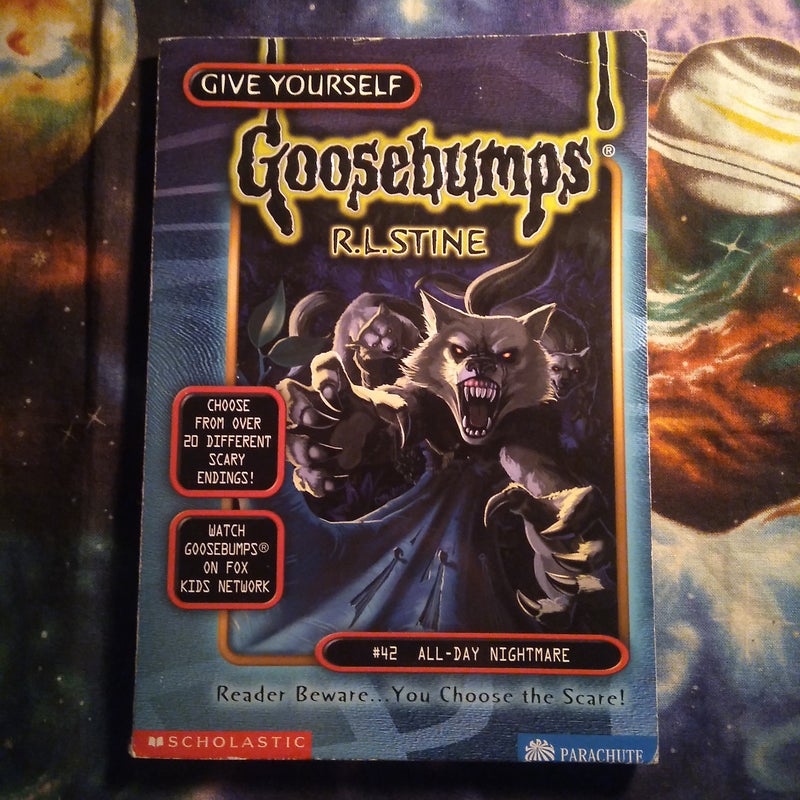 GIVE YOURSELF
Goosebumps®
R.L.STINE
CHOOSE
FROM OVER
20 DIFFERENT
SCARY
ENDINGS!
WATCH
GOOSEBUMPS®
ON FOX
KIDS NETWORK
#42 ALL-DAY NIGHTMARE
Reader Beware...You Choose the Scare!
SCHOLASTIC
PARACHUTE